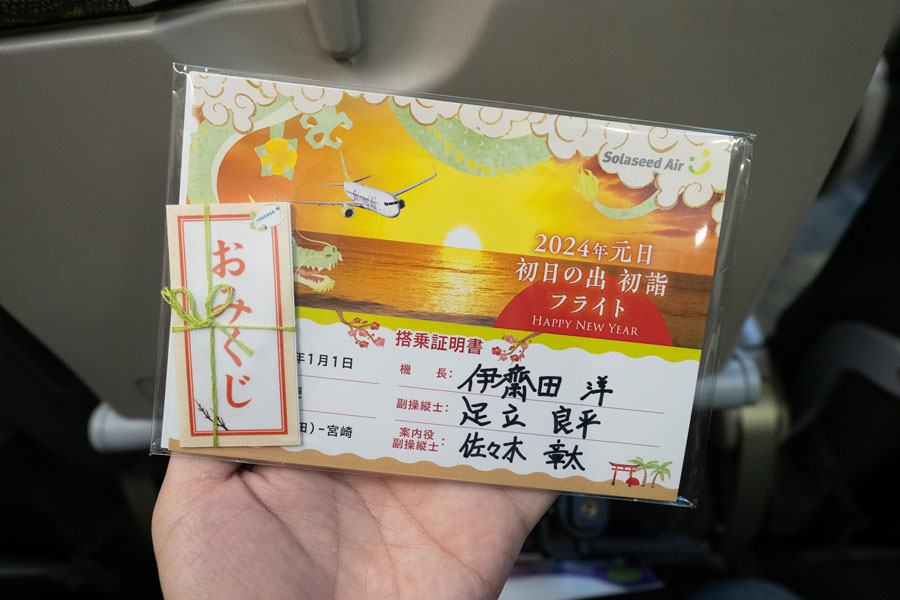 Solaseed Air
2024年 元日
初日の出 初詣
フライト
HAPPY NEW YEAR
おみくじ
搭乗証明書
年1月1日
日)-宮崎
機 長: 伊齋田 洋
副操縦士: 足立 良平
案内役
副操縦士: 佐々木 章太